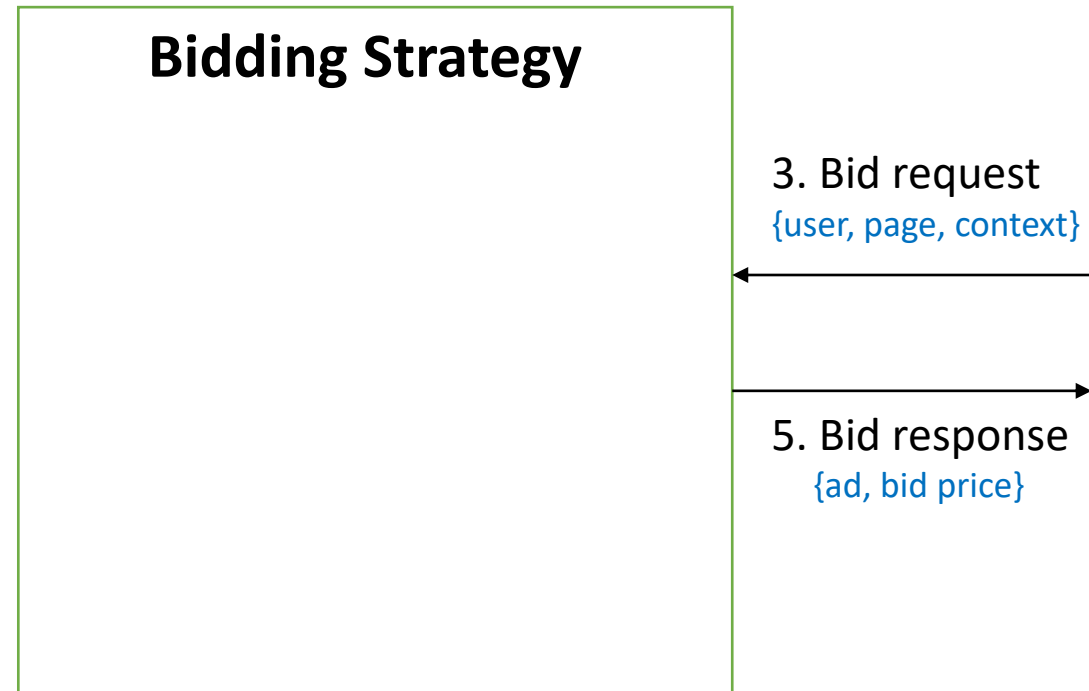 Bidding Strategy
3. Bid request
{user, page, context}
5. Bid response
{ad, bid price}